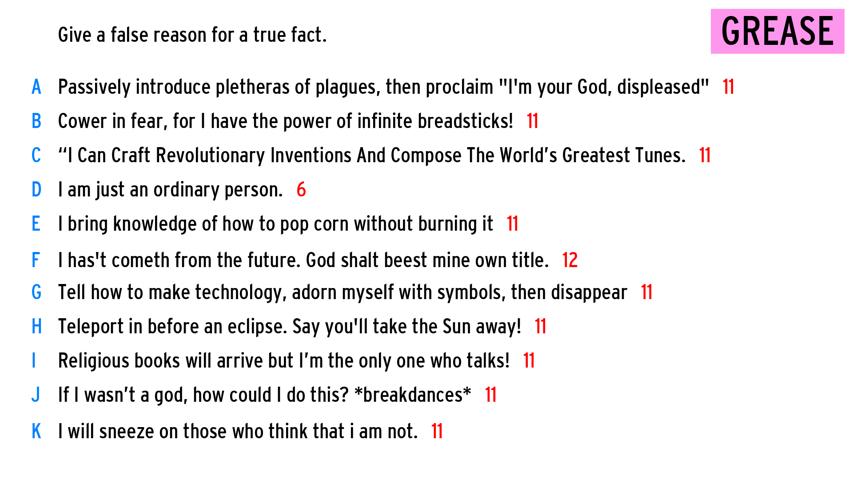 Give a false reason for a true fact.
GREASE
A Passively introduce pletheras of plagues, then proclaim "I'm your God, displeased" 11
B Cower in fear, for I have the power of infinite breadsticks! 11
C “I Can Craft Revolutionary Inventions And Compose The World’s Greatest Tunes. 11
D I am just an ordinary person. 6
E I bring knowledge of how to pop corn without burning it 11
F I has't cometh from the future. God shalt beest mine own title. 12
G Tell how to make technology, adorn myself with symbols, then disappear 11
H Teleport in before an eclipse. Say you'll take the Sun away! 11
I Religious books will arrive but I’m the only one who talks! 11
J If I wasn’t a god, how could I do this? *breakdances* 11
K I will sneeze on those who think that i am not. 11